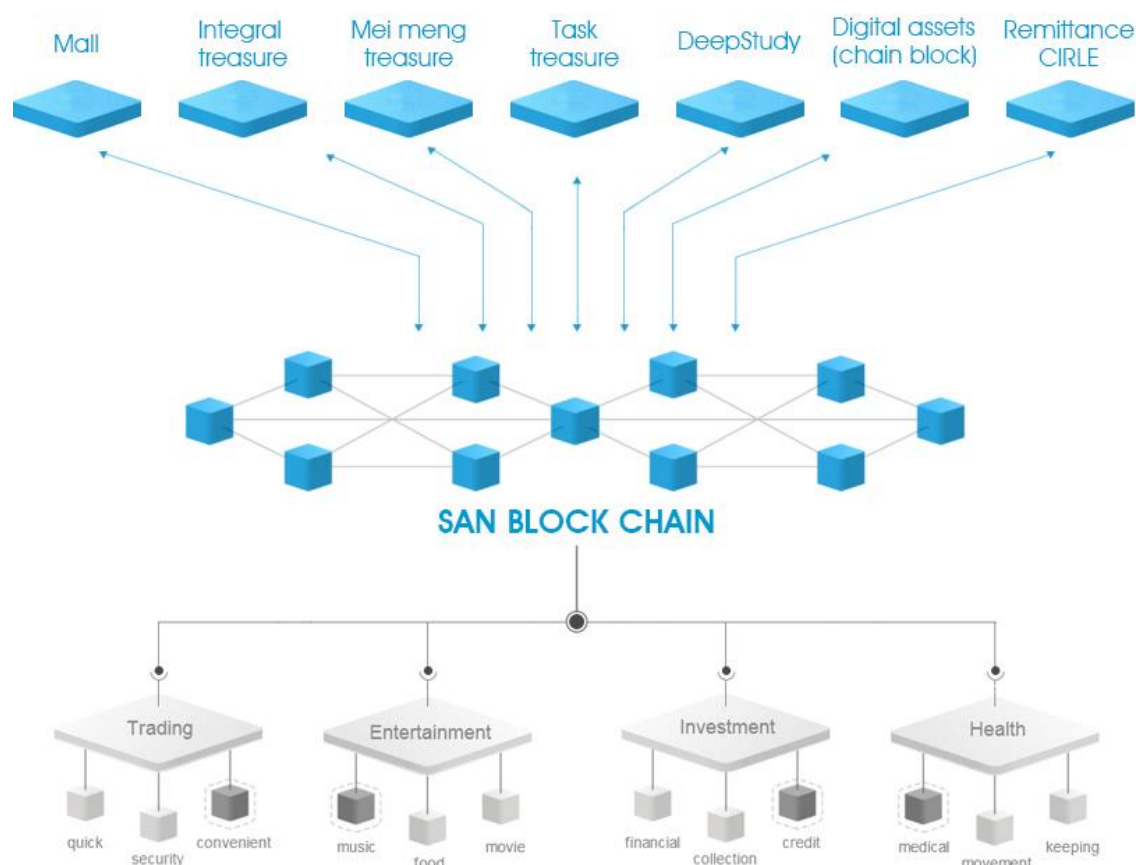 Mall
Integral
treasure
Mei meng
treasure
Task
treasure
DeepStudy
Digital assets
(chain block)
Remittance
CIRLE
SAN BLOCK CHAIN
Trading
Entertainment
Investment
Health
quick
security
convenient
music
food
movie
financial
collection
credit
medical
movement
keeping